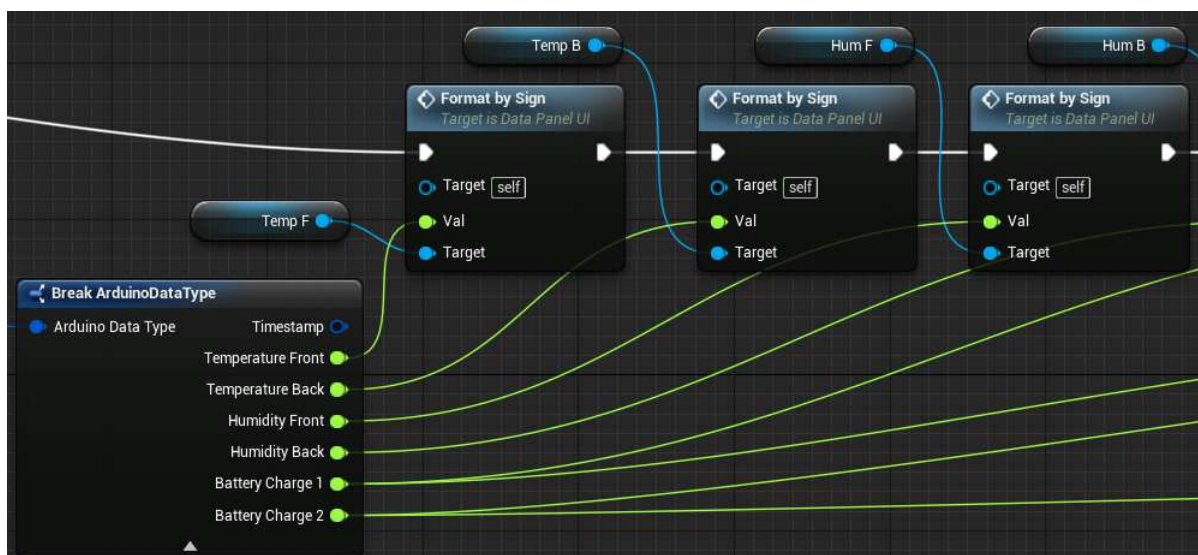 Temp B
Hum F
Hum B
Format by Sign
Target is Data Panel UI
Target self
Val
Target
Format by Sign
Target is Data Panel UI
Target self
Val
Target
Format by Sign
Target is Data Panel UI
Target self
Val
Target
Temp F
Break ArduinoDataType
Arduino Data Type
Timestamp
Temperature Front
Temperature Back
Humidity Front
Humidity Back
Battery Charge 1
Battery Charge 2